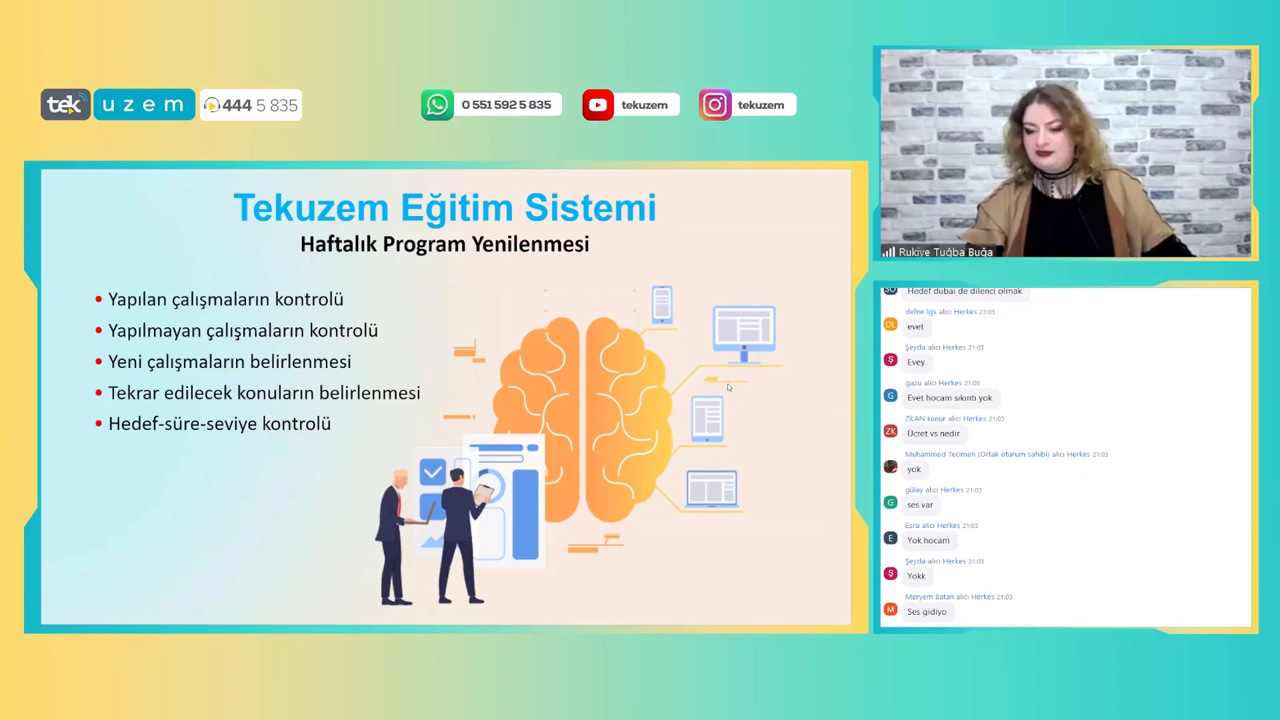 tek uzem 444 5 835
0 551 592 5 835
tekuzem
tekuzem
Tekuzem Eğitim Sistemi
Haftalık Program Yenilenmesi
• Yapılan çalışmaların kontrolü
• Yapılmayan çalışmaların kontrolü
• Yeni çalışmaların belirlenmesi
• Tekrar edilecek konuların belirlenmesi
• Hedef-süre-seviye kontrolü
Rukiye Tuğba Buğa
Hedef dubai de dilenci olmak
defne lgs alıcı Herkes 21:03
DL
evet
Şeyda alıcı Herkes 21:03
Ş
Evey
gazu alıcı Herkes 21:03
G
Evet hocam sıkıntı yok
ZİLAN kunur alıcı Herkes 21:03
ZK
Ücret vs nedir
Muhammed Tecimen (Ortak oturum sahibi) alıcı Herkes 21:03
yok
gülay alıcı Herkes 21:03
G
ses var
Esra alıcı Herkes 21:03
E
Yok hocam
Şeyda alıcı Herkes 21:03
Ş
Yokk
Meryem Batan alıcı Herkes 21:03
M
Ses gidiyo